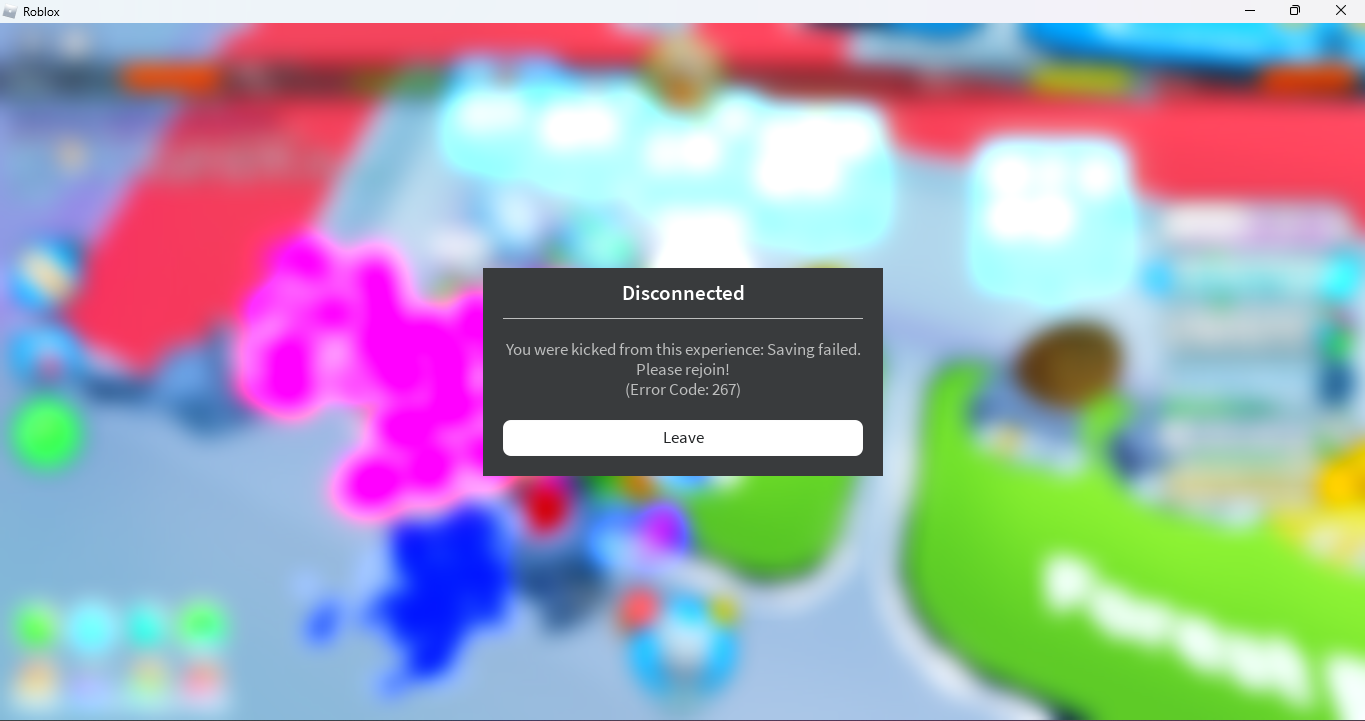 Roblox
Disconnected
You were kicked from this experience: Saving failed.
Please rejoin!
(Error Code: 267)
Leave